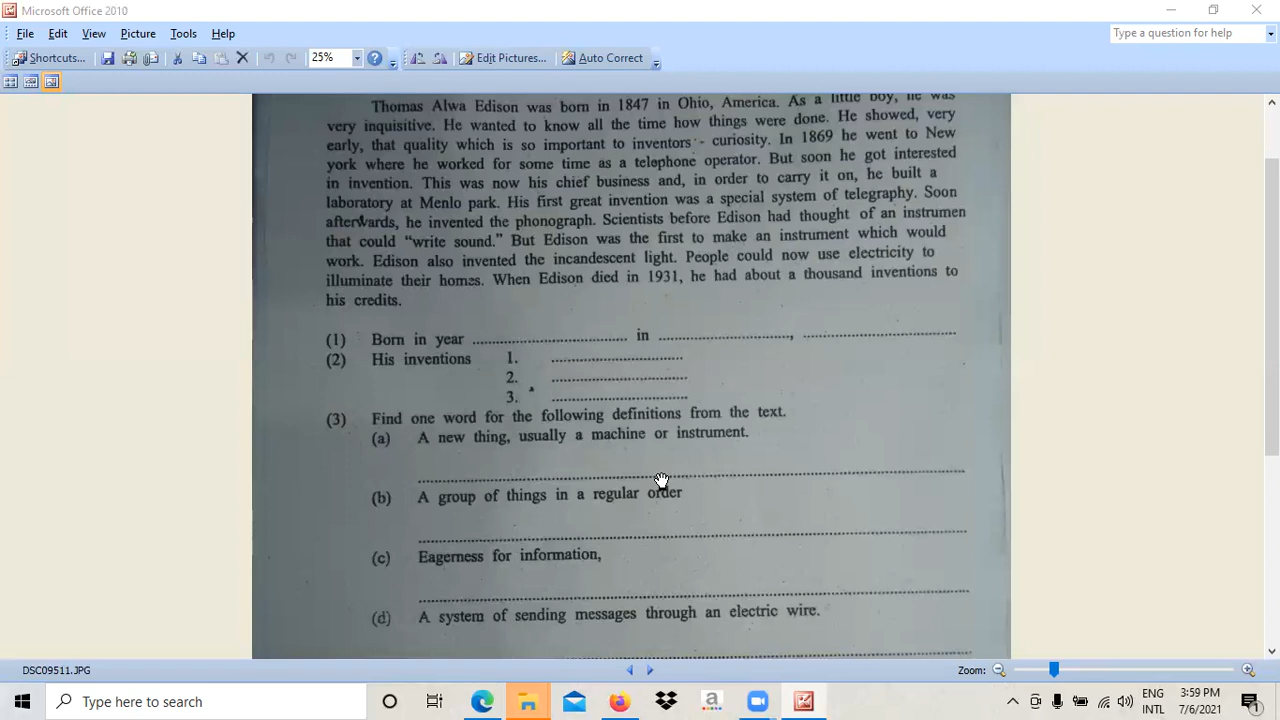 Microsoft Office 2010
File Edit View Picture Tools Help
Type a question for help
Shortcuts... 25% Edit Pictures... Auto Correct
Thomas Alwa Edison was born in 1847 in Ohio, America. As a little boy, he was
very inquisitive. He wanted to know all the time how things were done. He showed, very
early, that quality which is so important to inventors - curiosity. In 1869 he went to New
york where he worked for some time as a telephone operator. But soon he got interested
in invention. This was now his chief business and, in order to carry it on, he built a
laboratory at Menlo park. His first great invention was a special system of telegraphy. Soon
afterwards, he invented the phonograph. Scientists before Edison had thought of an instrumen
that could "write sound." But Edison was the first to make an instrument which would
work. Edison also invented the incandescent light. People could now use electricity to
illuminate their homes. When Edison died in 1931, he had about a thousand inventions to
his credits.
(1) Born in year ........................ in ........................, ........................
(2) His inventions 1. ........................
2. ........................
3. ........................
(3) Find one word for the following definitions from the text.
(a) A new thing, usually a machine or instrument.
........................
(b) A group of things in a regular order
........................
(c) Eagerness for information,
........................
(d) A system of sending messages through an electric wire.
........................
DSC09511.JPG Zoom:
Type here to search
ENG
INTL
3:59 PM
7/6/2021